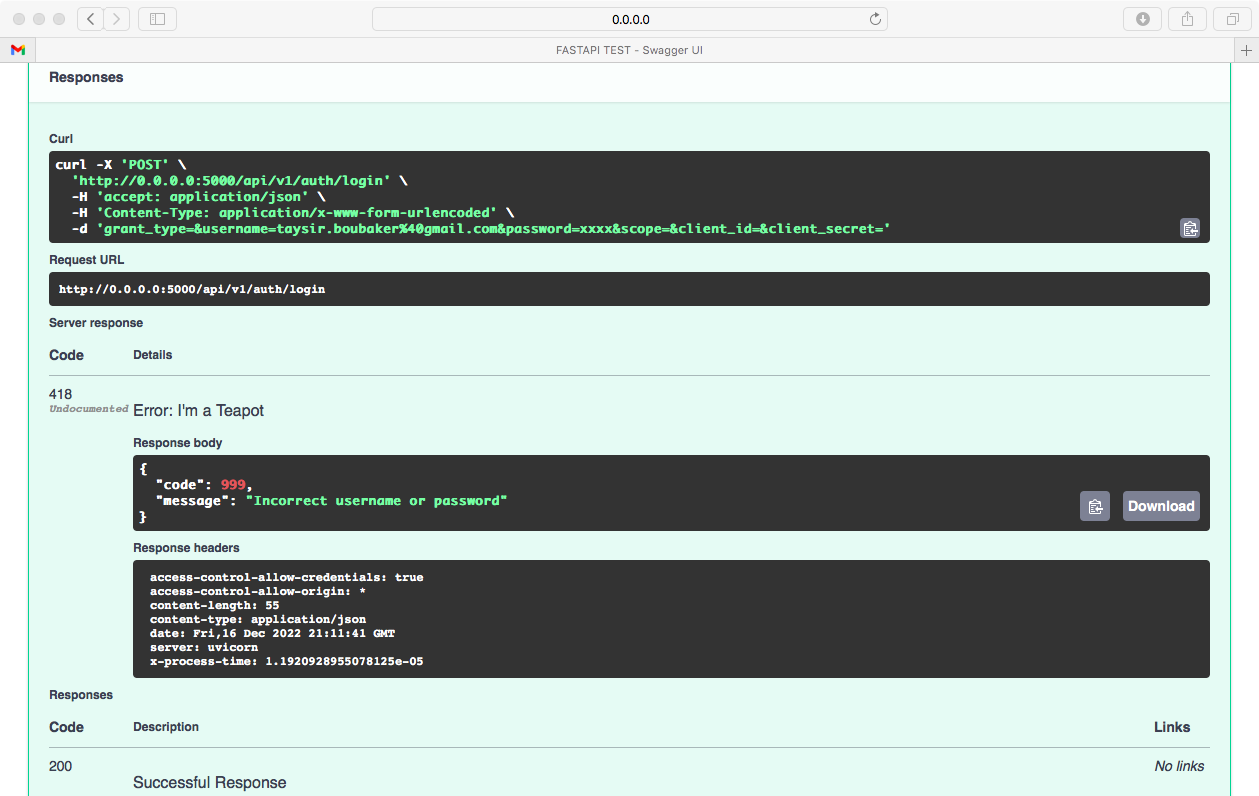 0.0.0.0
FASTAPI TEST - Swagger UI
Responses
Curl
curl -X 'POST' \
'http://0.0.0.0:5000/api/v1/auth/login' \
-H 'accept: application/json' \
-H 'Content-Type: application/x-www-form-urlencoded' \
-d 'grant_type=&username=taysir.boubaker%40gmail.com&password=xxxx&scope=&client_id=&client_secret='
Request URL
http://0.0.0.0:5000/api/v1/auth/login
Server response
Code Details
418
Undocumented Error: I'm a Teapot
Response body
{
"code": 999,
"message": "Incorrect username or password"
}
Download
Response headers
access-control-allow-credentials: true
access-control-allow-origin: *
content-length: 55
content-type: application/json
date: Fri,16 Dec 2022 21:11:41 GMT
server: uvicorn
x-process-time: 1.1920928955078125e-05
Responses
Code Description Links
200 No links
Successful Response